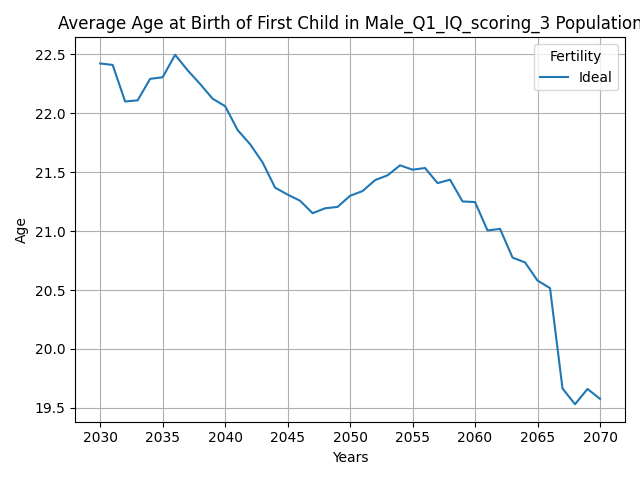 Average Age at Birth of First Child in Male_Q1_IQ_scoring_3 Population
Fertility
Ideal
22.5
22.0
21.5
21.0
20.5
20.0
19.5
Age
2030 2035 2040 2045 2050 2055 2060 2065 2070
Years